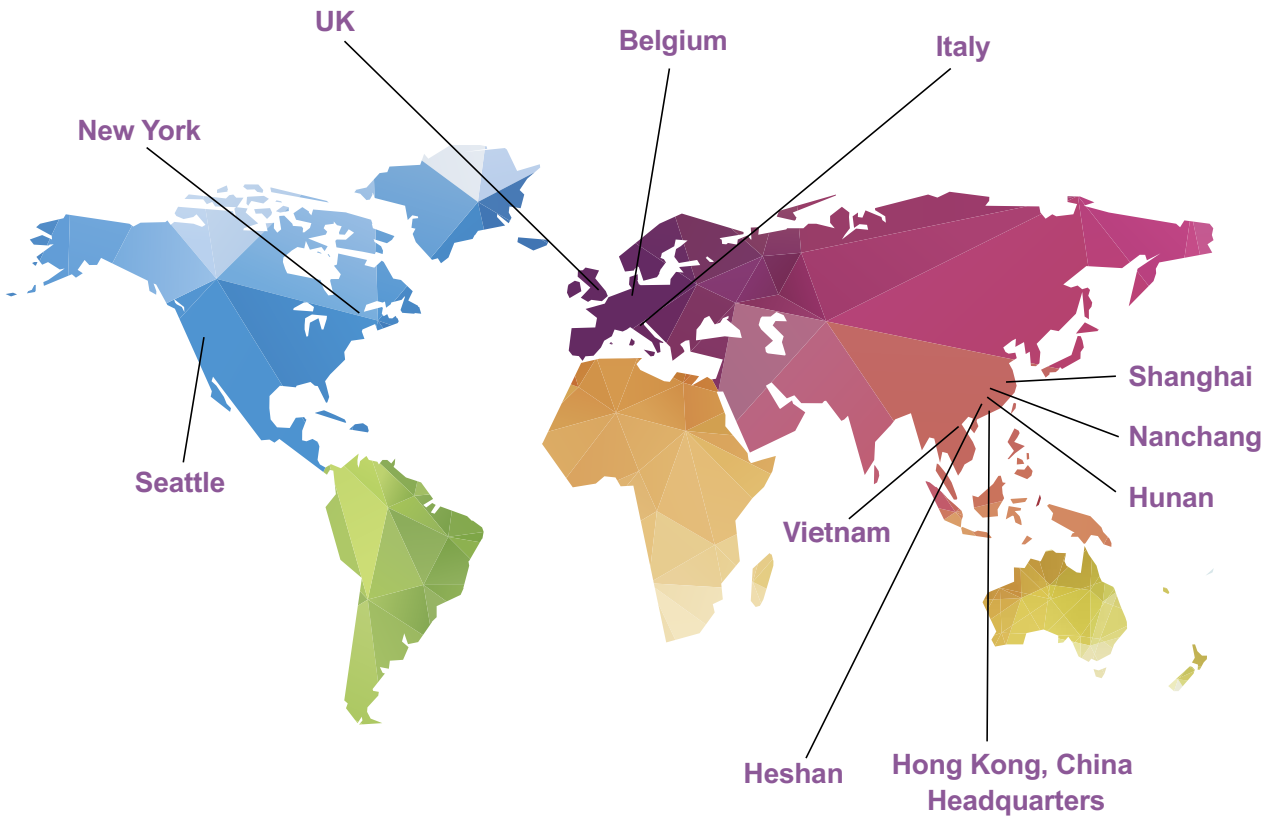 UK
Belgium
Italy
New York
Shanghai
Nanchang
Seattle
Hunan
Vietnam
Heshan
Hong Kong, China
Headquarters